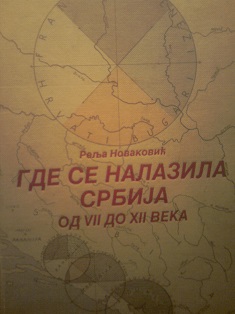 Реља Новаковић
ГДЕ СЕ НАЛАЗИЛА
СРБИЈА
ОД VII ДО XII ВЕКА